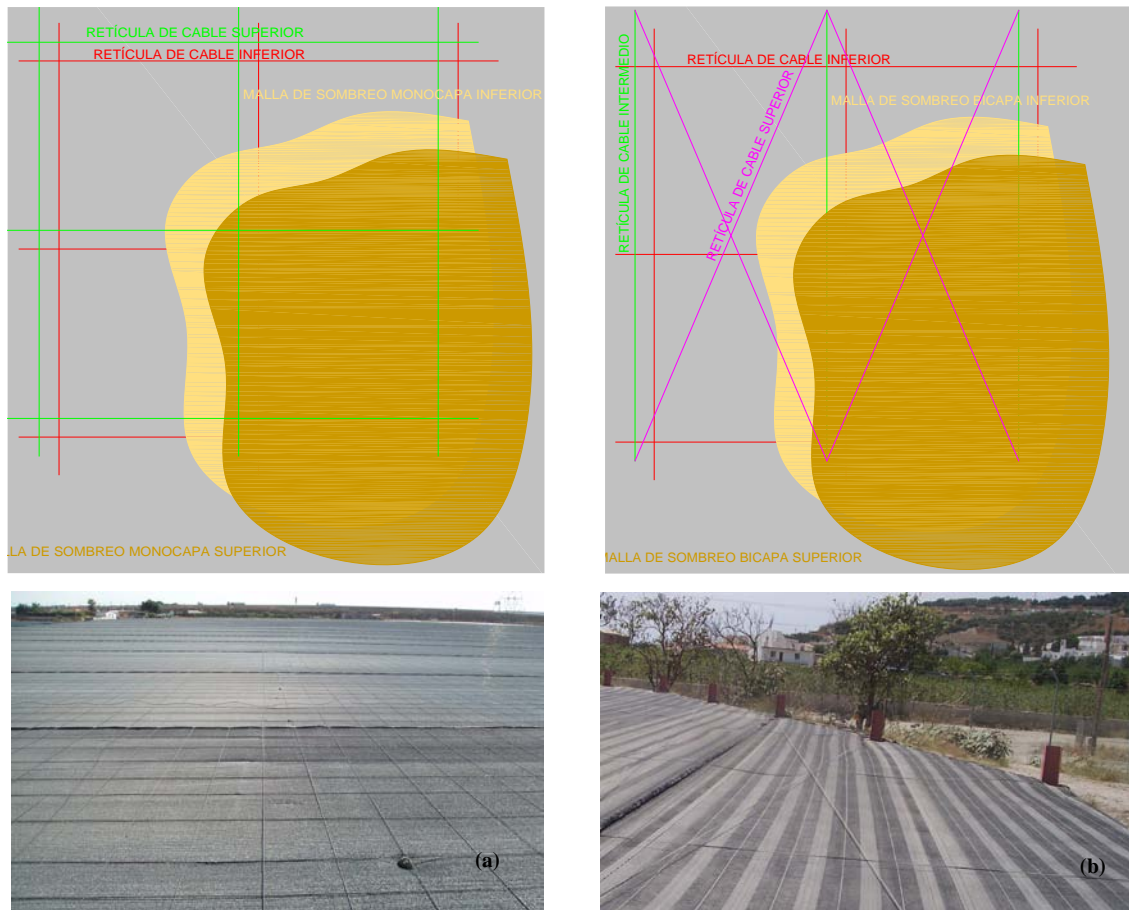 RETÍCULA DE CABLE SUPERIOR
RETÍCULA DE CABLE INFERIOR
MALLA DE SOMBREO MONOCAPA INFERIOR
LLA DE SOMBREO MONOCAPA SUPERIOR
RETÍCULA DE CABLE INFERIOR
RETÍCULA DE CABLE INTERMEDIO
RETÍCULA DE CABLE SUPERIOR
MALLA DE SOMBREO BICAPA INFERIOR
MALLA DE SOMBREO BICAPA SUPERIOR
(a)
(b)